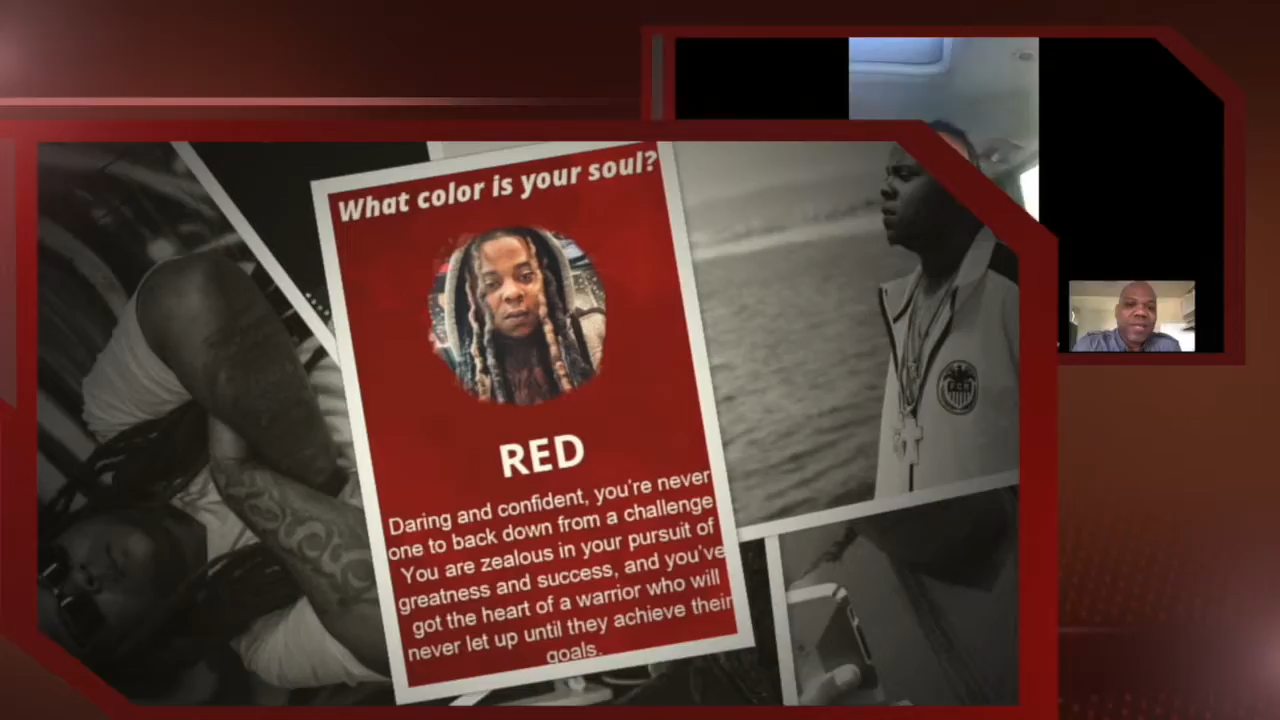 What color is your soul?
RED
Daring and confident, you're never
one to back down from a challenge
You are zealous in your pursuit of
greatness and success, and you've
got the heart of a warrior who will
never let up until they achieve their
goals.